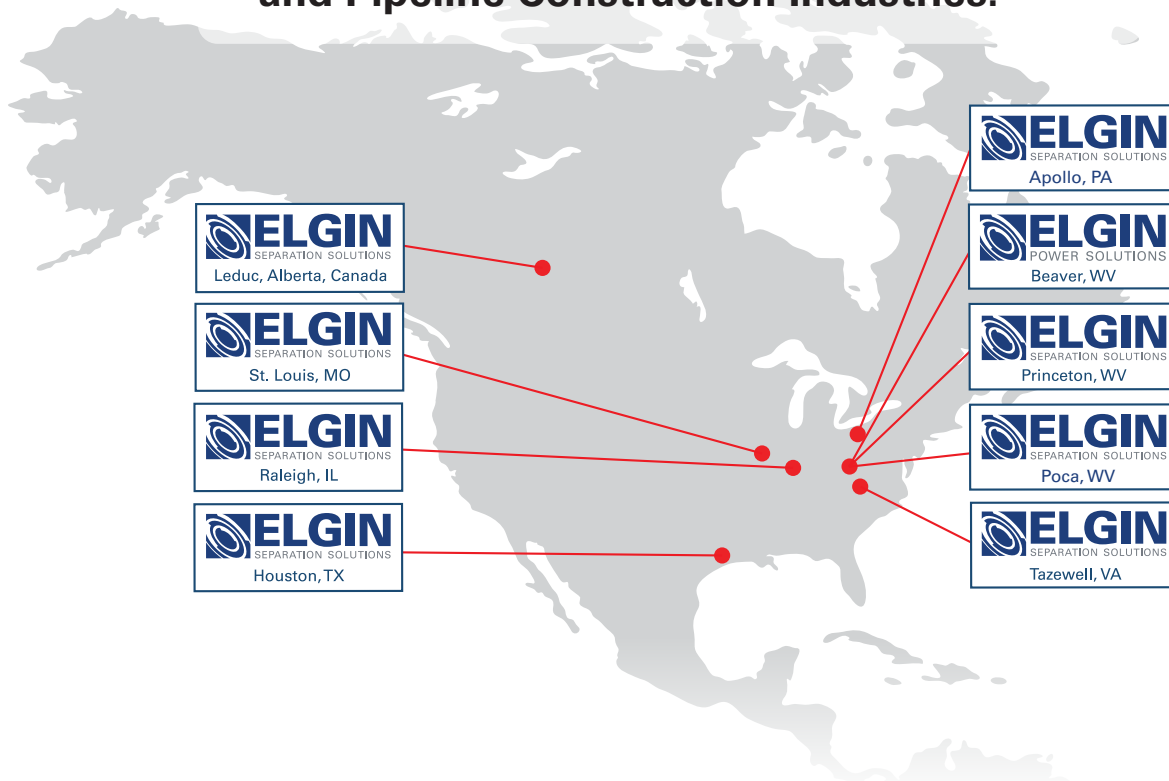 and Pipeline Construction Industries.
ELGIN
SEPARATION SOLUTIONS
Leduc, Alberta, Canada
ELGIN
SEPARATION SOLUTIONS
St. Louis, MO
ELGIN
SEPARATION SOLUTIONS
Raleigh, IL
ELGIN
SEPARATION SOLUTIONS
Houston, TX
ELGIN
SEPARATION SOLUTIONS
Apollo, PA
ELGIN
POWER SOLUTIONS
Beaver, WV
ELGIN
SEPARATION SOLUTIONS
Princeton, WV
ELGIN
SEPARATION SOLUTIONS
Poca, WV
ELGIN
SEPARATION SOLUTIONS
Tazewell, VA